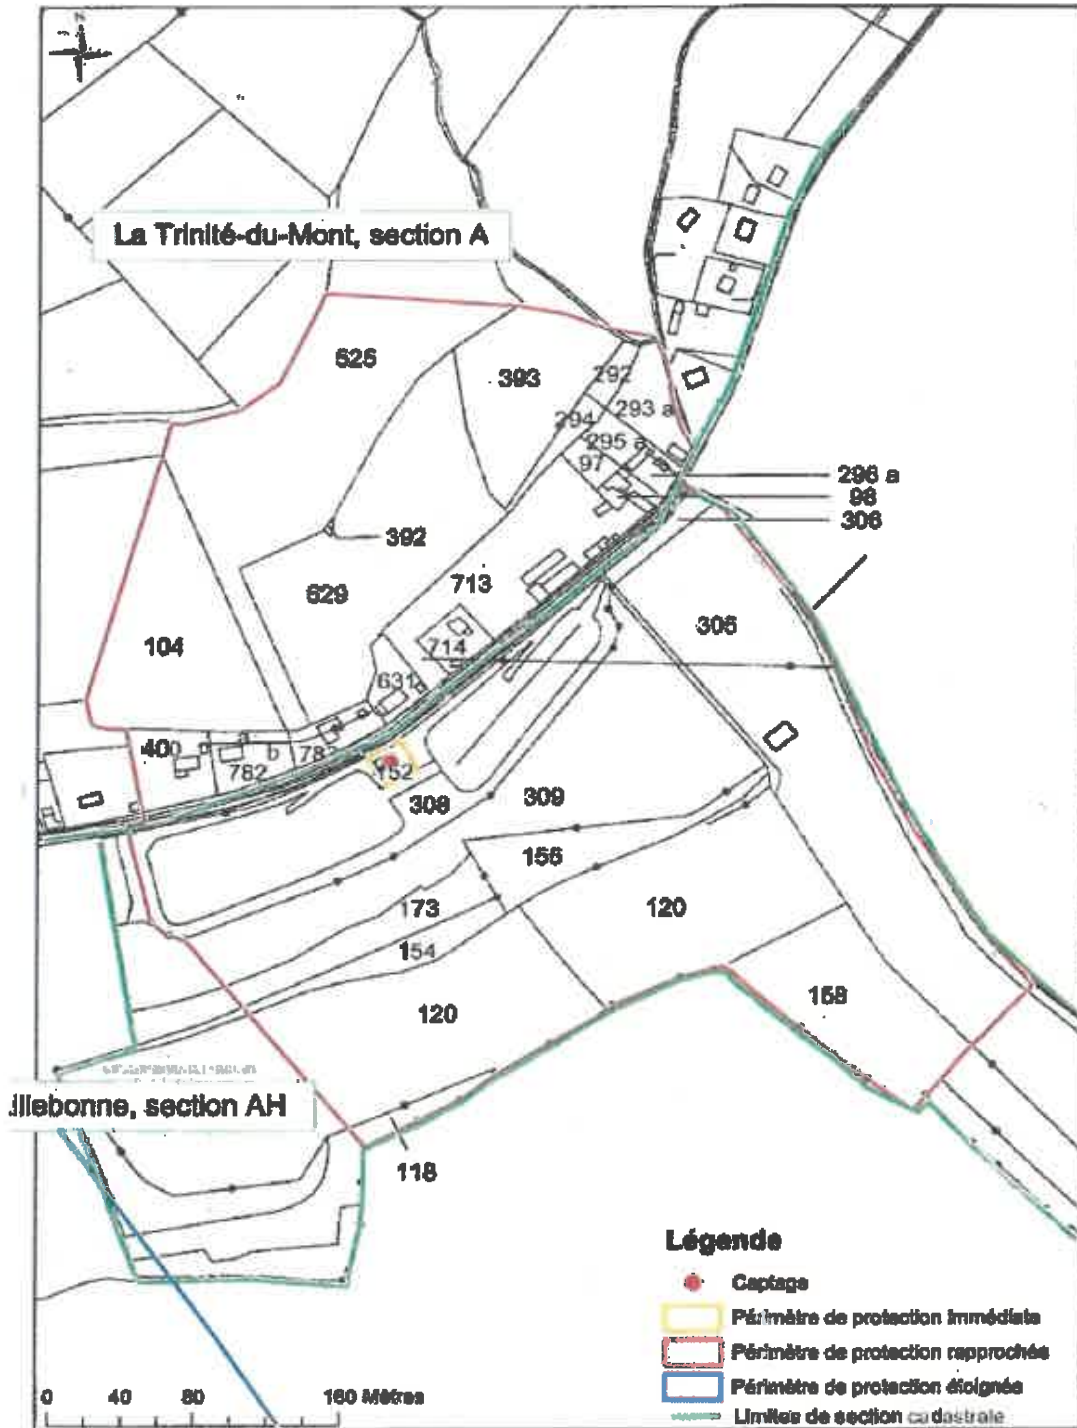 La Trinité-du-Mont, section A
525
393
292
293 a
294
295 a
97
296 a
98
306
392
713
529
305
104
714
631
400
a
b
782
783
152
308
309
156
173
120
154
158
120
illebonne, section AH
118
Légende
Captage
Périmètre de protection immédiate
Périmètre de protection rapprochée
Périmètre de protection éloignée
Limites de section cadastrale
0 40 80 160 Mètres